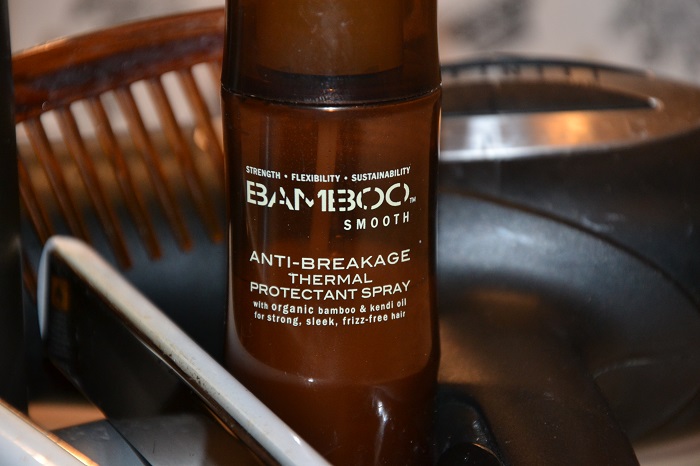 STRENGTH • FLEXIBILITY • SUSTAINABILITY
BAMBOO™
SMOOTH
ANTI-BREAKAGE
THERMAL
PROTECTANT SPRAY
with organic bamboo & kendi oil
for strong, sleek, frizz-free hair